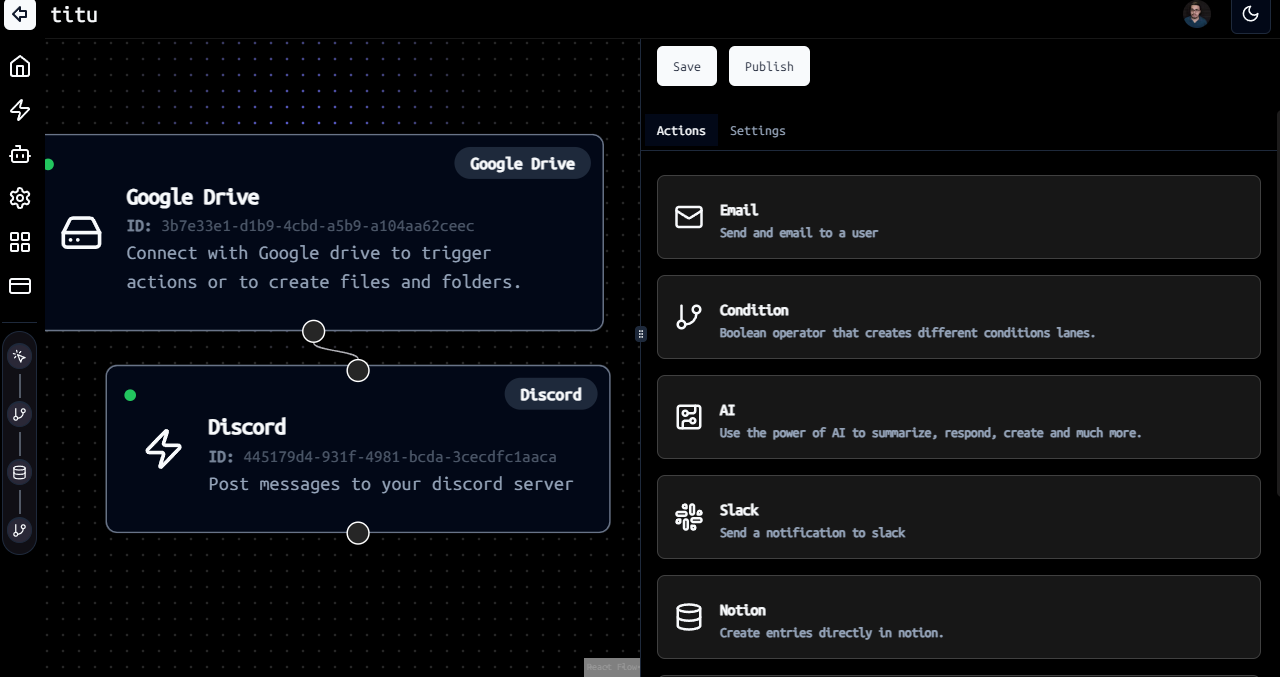 titu
Save
Publish
Actions
Settings
Google Drive
Google Drive
ID: 3b7e33e1-d1b9-4cbd-a5b9-a104aa62ceec
Connect with Google drive to trigger
actions or to create files and folders.
Discord
Discord
ID: 445179d4-931f-4981-bcda-3cecdfc1aaca
Post messages to your discord server
React Flow
Email
Send and email to a user
Condition
Boolean operator that creates different conditions lanes.
AI
Use the power of AI to summarize, respond, create and much more.
Slack
Send a notification to slack
Notion
Create entries directly in notion.